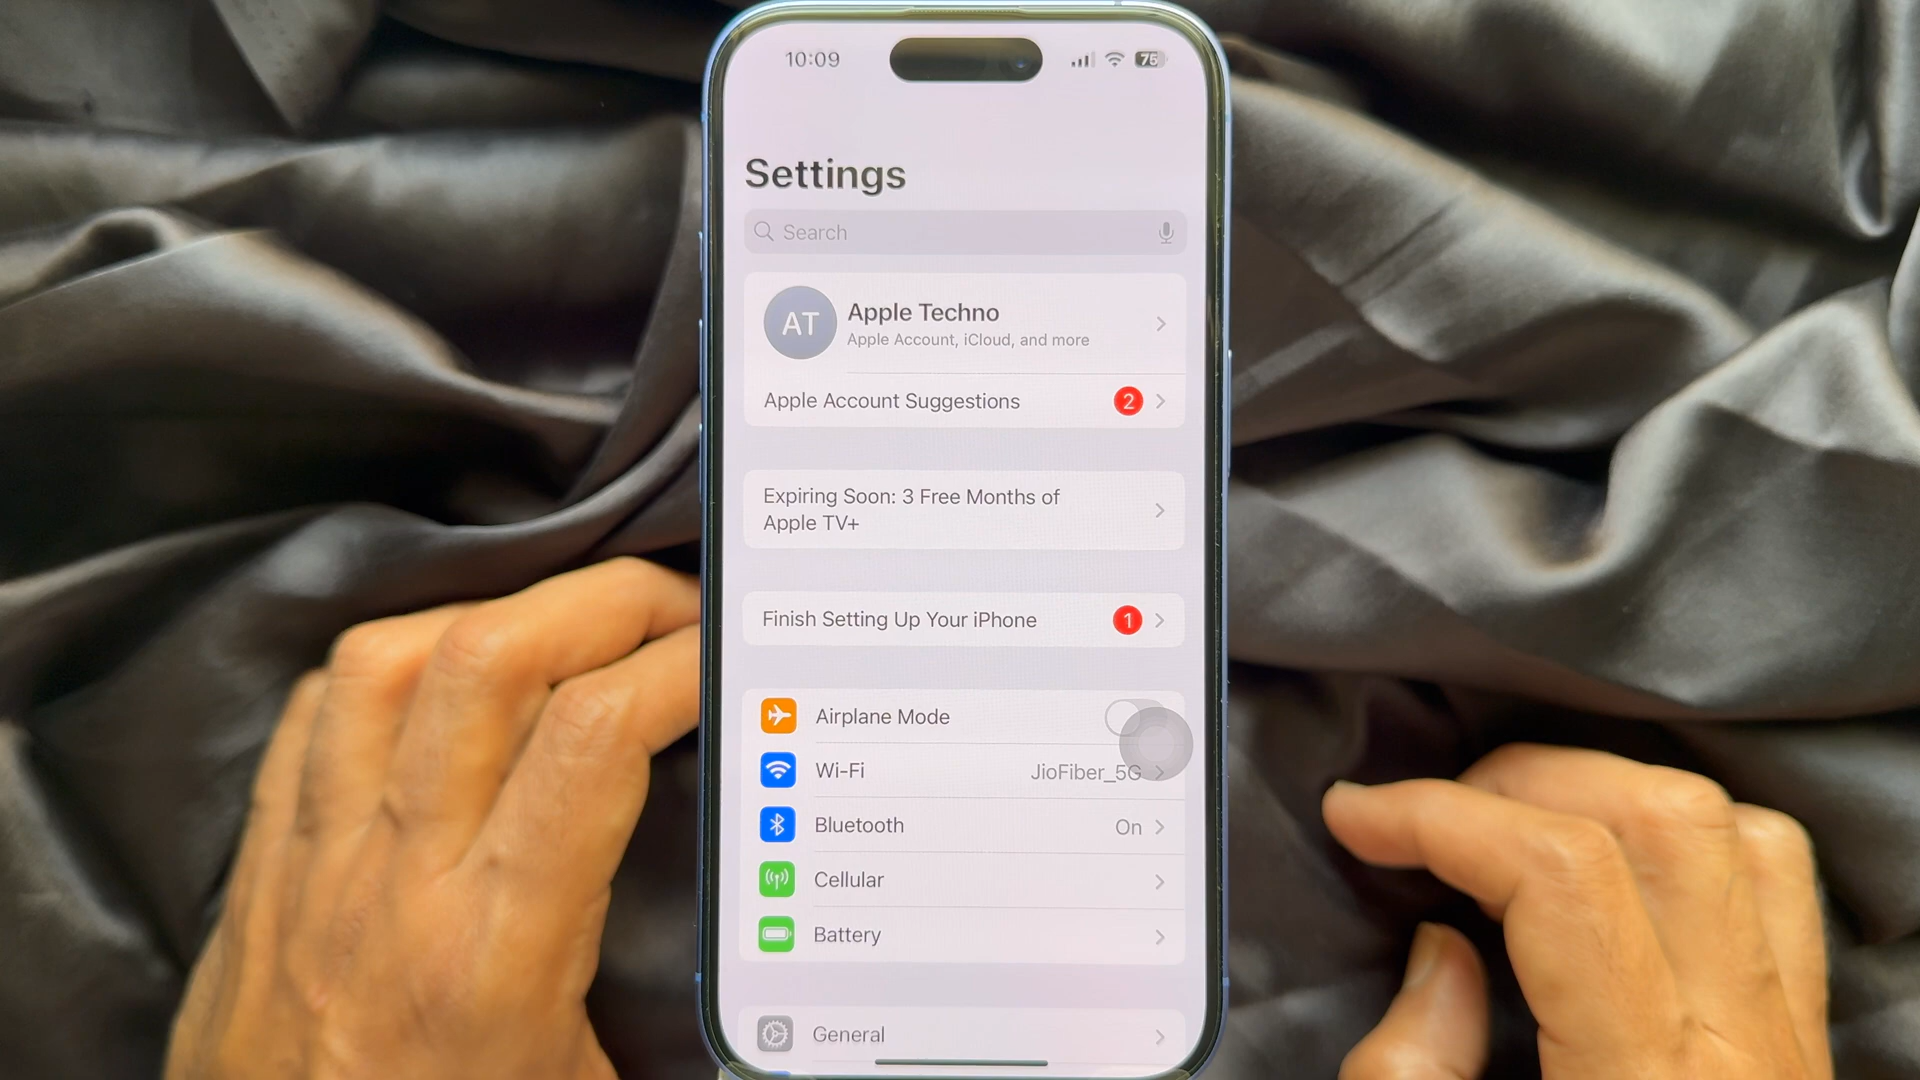 10:09
75
Settings
Search
AT
Apple Techno
Apple Account, iCloud, and more
Apple Account Suggestions 2
Expiring Soon: 3 Free Months of
Apple TV+
Finish Setting Up Your iPhone 1
Airplane Mode
Wi-Fi JioFiber_5G
Bluetooth On
Cellular
Battery
General